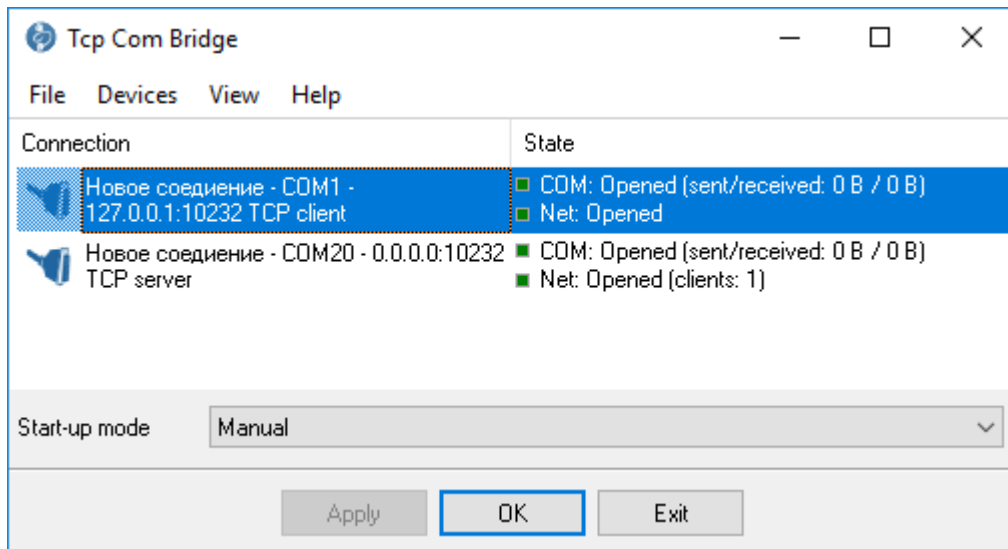 Tcp Com Bridge
File Devices View Help
Connection State
Новое соедиение - COM1 -
127.0.0.1:10232 TCP client
COM: Opened (sent/received: 0 B / 0 B)
Net: Opened
Новое соедиение - COM20 - 0.0.0.0:10232
TCP server
COM: Opened (sent/received: 0 B / 0 B)
Net: Opened (clients: 1)
Start-up mode Manual
Apply OK Exit